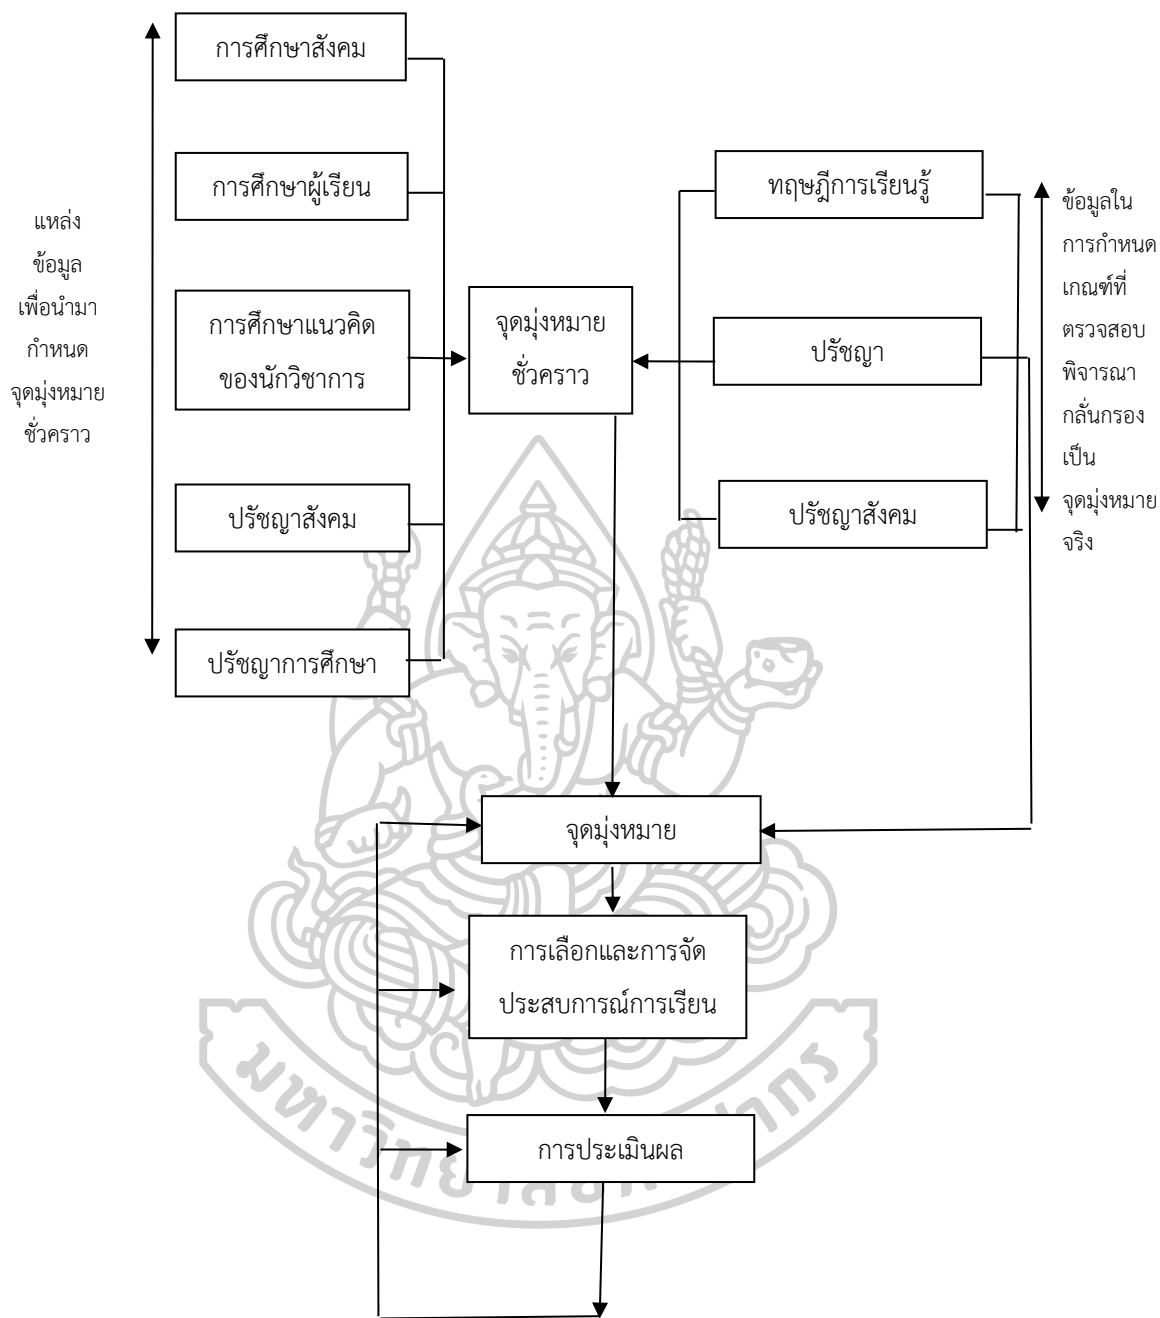 การศึกษาสังคม
การศึกษาผู้เรียน
แหล่ง
ข้อมูล
เพื่อนำมา
กำหนด
จุดมุ่งหมาย
ชั่วคราว
การศึกษาแนวคิด
ของนักวิชาการ
ปรัชญาสังคม
ปรัชญาการศึกษา
จุดมุ่งหมาย
ชั่วคราว
ทฤษฎีการเรียนรู้
ปรัชญา
ปรัชญาสังคม
ข้อมูลใน
การกำหนด
เกณฑ์ที่
ตรวจสอบ
พิจารณา
กลั่นกรอง
เป็น
จุดมุ่งหมาย
จริง
จุดมุ่งหมาย
การเลือกและการจัด
ประสบการณ์การเรียน
การประเมินผล